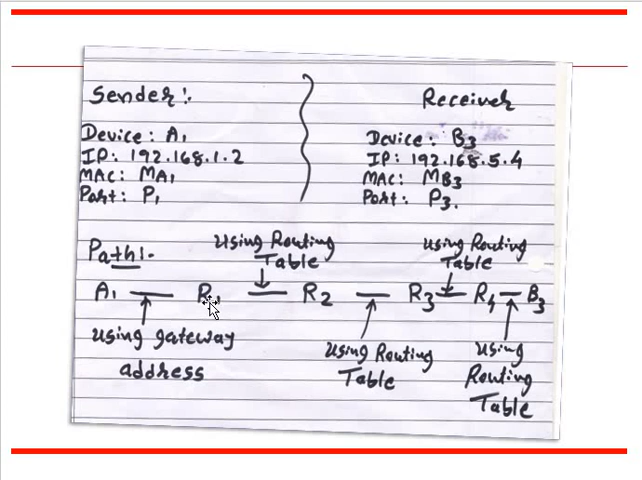 Sender:
Receiver
Device: A1
IP: 192.168.1.2
MAC: MA1
Port: P1
Device: B3
IP: 192.168.5.4
MAC: MB3
Port: P3.
Path:-
Using Routing
Table
Using Routing
Table
A1 — R1 — R2 — R3 — R4 — B3
Using gateway
address
Using Routing
Table
Using
Routing
Table